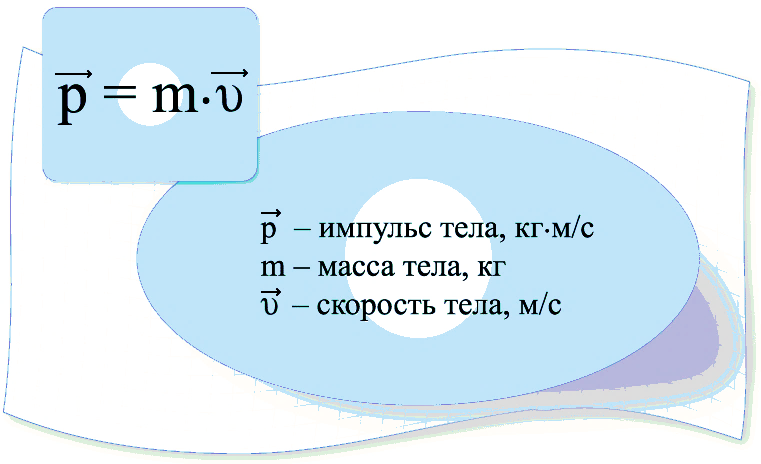 p⃗ = m·υ⃗
p⃗ – импульс тела, кг·м/с
m – масса тела, кг
υ⃗ – скорость тела, м/с